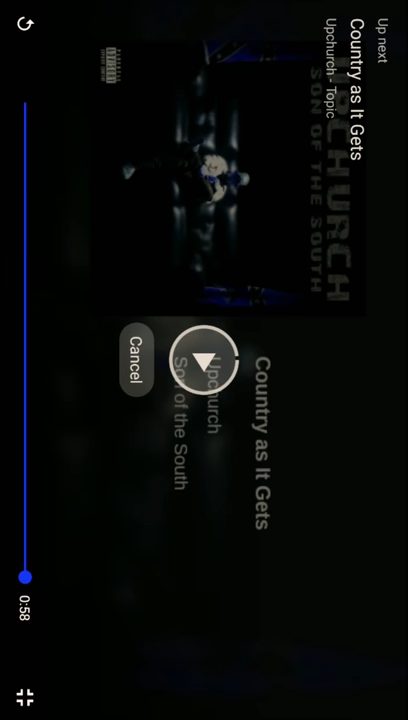 Up next
Country as It Gets
Upchurch - Topic
UPCHURCH
SON OF THE SOUTH
Country as It Gets
Upchurch
Son of the South
Cancel
0:58